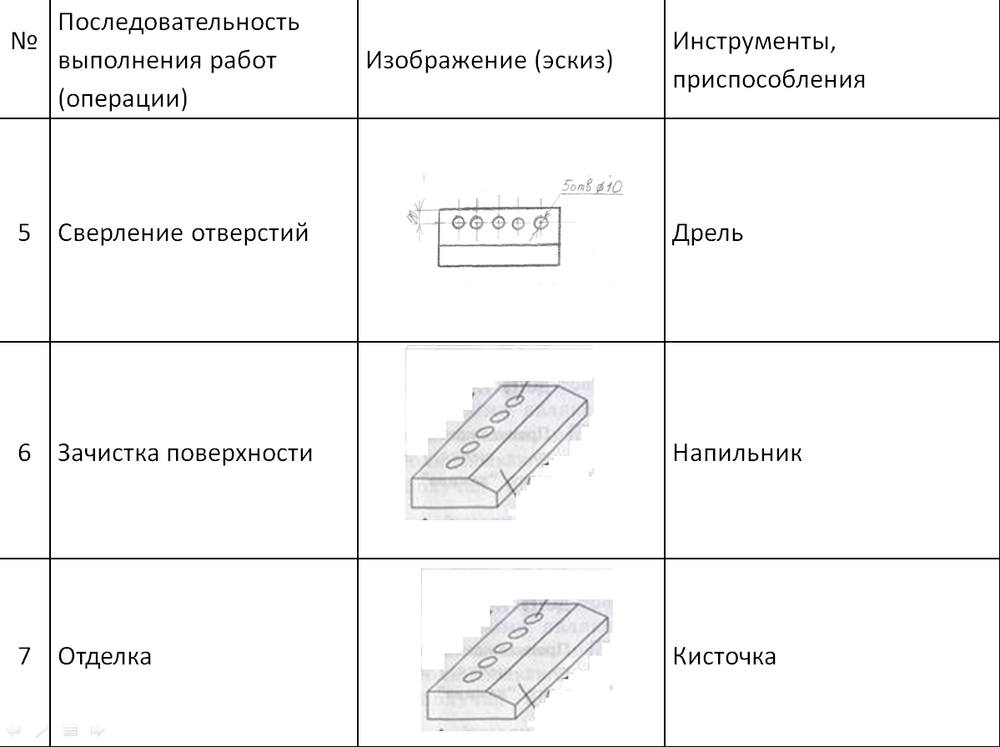 №
Последовательность
выполнения работ
(операции)
Изображение (эскиз)
Инструменты,
приспособления
5
Сверление отверстий
5отв ⌀10
Дрель
6
Зачистка поверхности
Напильник
7
Отделка
Кисточка